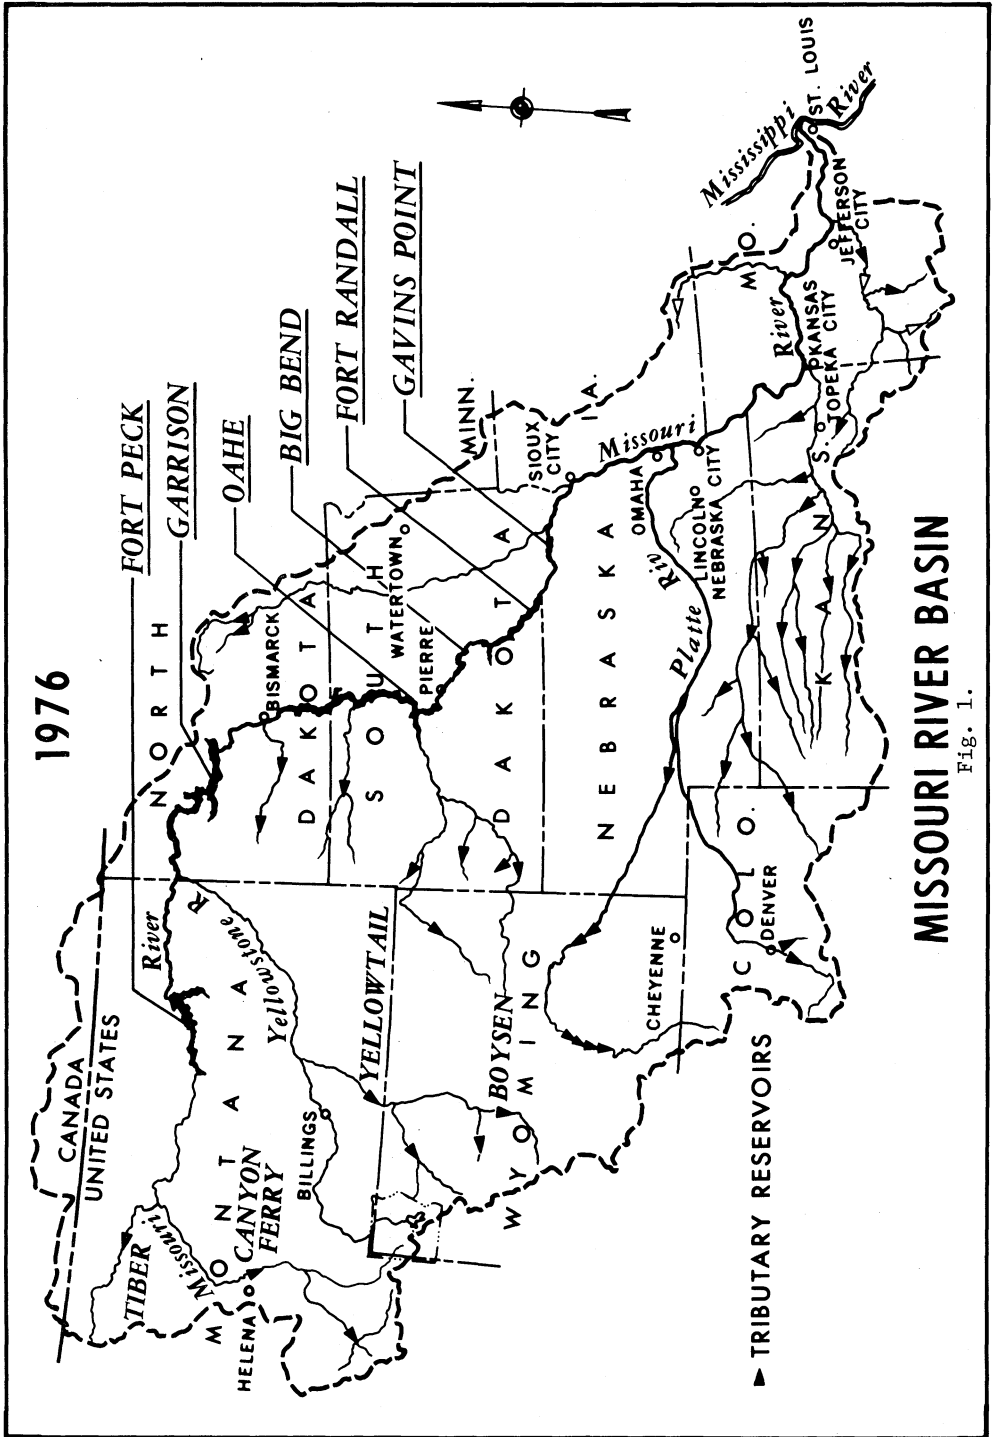 1976
FORT PECK
GARRISON
OAHE
BIG BEND
FORT RANDALL
GAVINS POINT
CANADA
UNITED STATES
TIBER
Missouri
River
MONTANA
CANYON
FERRY
HELENA
BILLINGS
Yellowstone R
YELLOWTAIL
BOYSEN
WYOMING
CHEYENNE
NORTH
DAKOTA
BISMARCK
SOUTH
DAKOTA
WATERTOWN
PIERRE
MINN.
SIOUX
CITY
IA.
NEBRASKA
OMAHA
LINCOLN
NEBRASKA CITY
Platte Riv
Missouri
River
COLO.
DENVER
KANS.
TOPEKA
KANSAS
CITY
MO.
JEFFERSON
CITY
ST. LOUIS
Mississippi
River
TRIBUTARY RESERVOIRS
MISSOURI RIVER BASIN
Fig. 1.